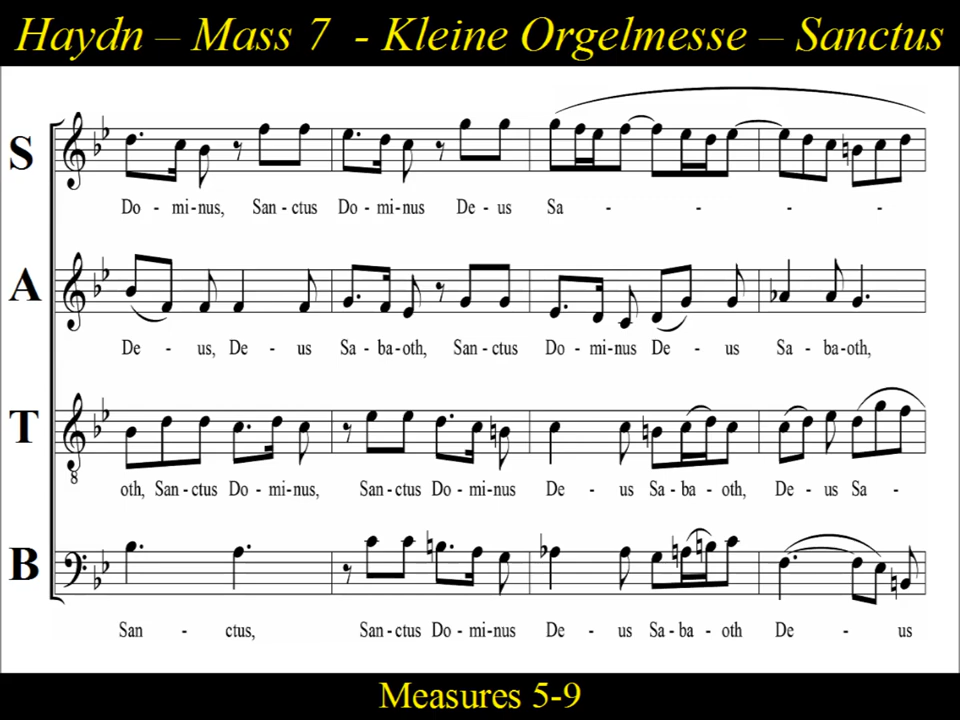 Haydn – Mass 7 - Kleine Orgelmesse – Sanctus
S
Do - mi - nus, San - ctus Do - mi - nus De - us Sa - - - -
A
De - us, De - us Sa - ba - oth, San - ctus Do - mi - nus De - us Sa - ba - oth,
T
8
oth, San - ctus Do - mi - nus, San - ctus Do - mi - nus De - us Sa - ba - oth, De - us Sa -
B
San - ctus, San - ctus Do - mi - nus De - us Sa - ba - oth De - us
Measures 5-9